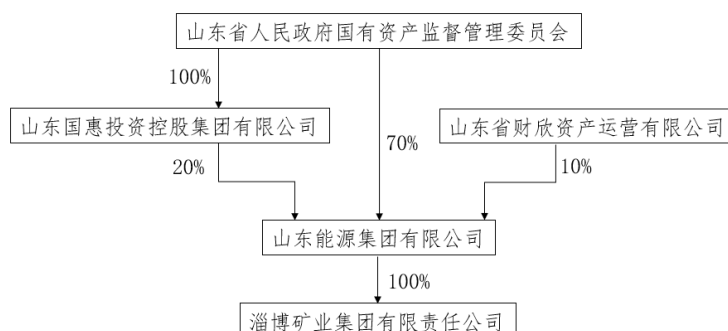 山东省人民政府国有资产监督管理委员会
100%
山东国惠投资控股集团有限公司
山东省财欣资产运营有限公司
70%
20%
10%
山东能源集团有限公司
100%
淄博矿业集团有限责任公司